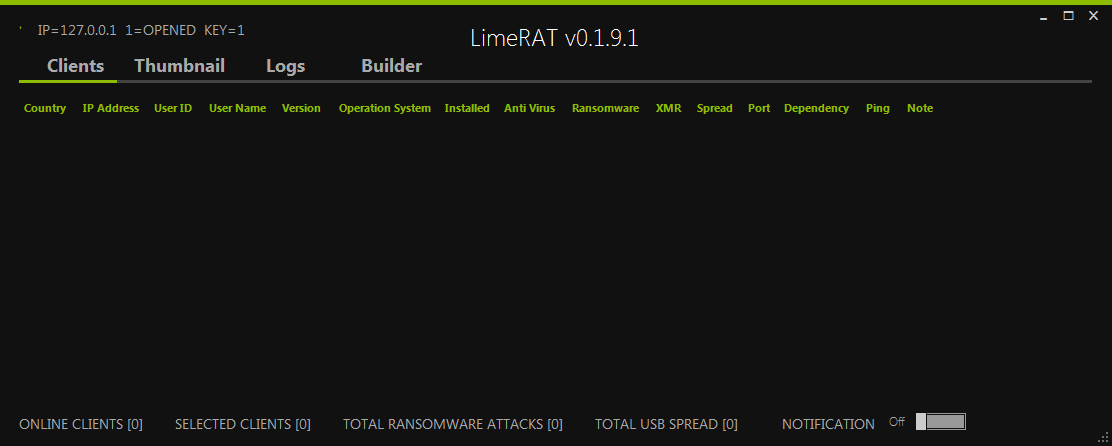 IP=127.0.0.1 1=OPENED KEY=1
LimeRAT v0.1.9.1
Clients Thumbnail Logs Builder
Country IP Address User ID User Name Version Operation System Installed Anti Virus Ransomware XMR Spread Port Dependency Ping Note
ONLINE CLIENTS [0] SELECTED CLIENTS [0] TOTAL RANSOMWARE ATTACKS [0] TOTAL USB SPREAD [0] NOTIFICATION Off